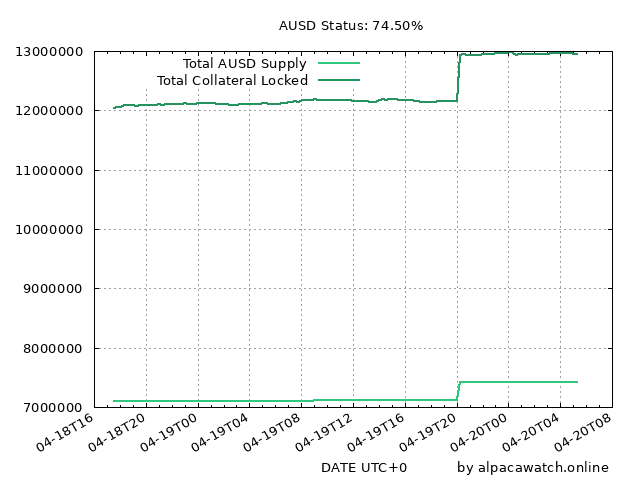 AUSD Status: 74.50%
13000000
Total AUSD Supply
Total Collateral Locked
12000000
11000000
10000000
9000000
8000000
7000000
04-18T16 04-18T20 04-19T00 04-19T04 04-19T08 04-19T12 04-19T16 04-19T20 04-20T00 04-20T04 04-20T08
DATE UTC+0 by alpacawatch.online